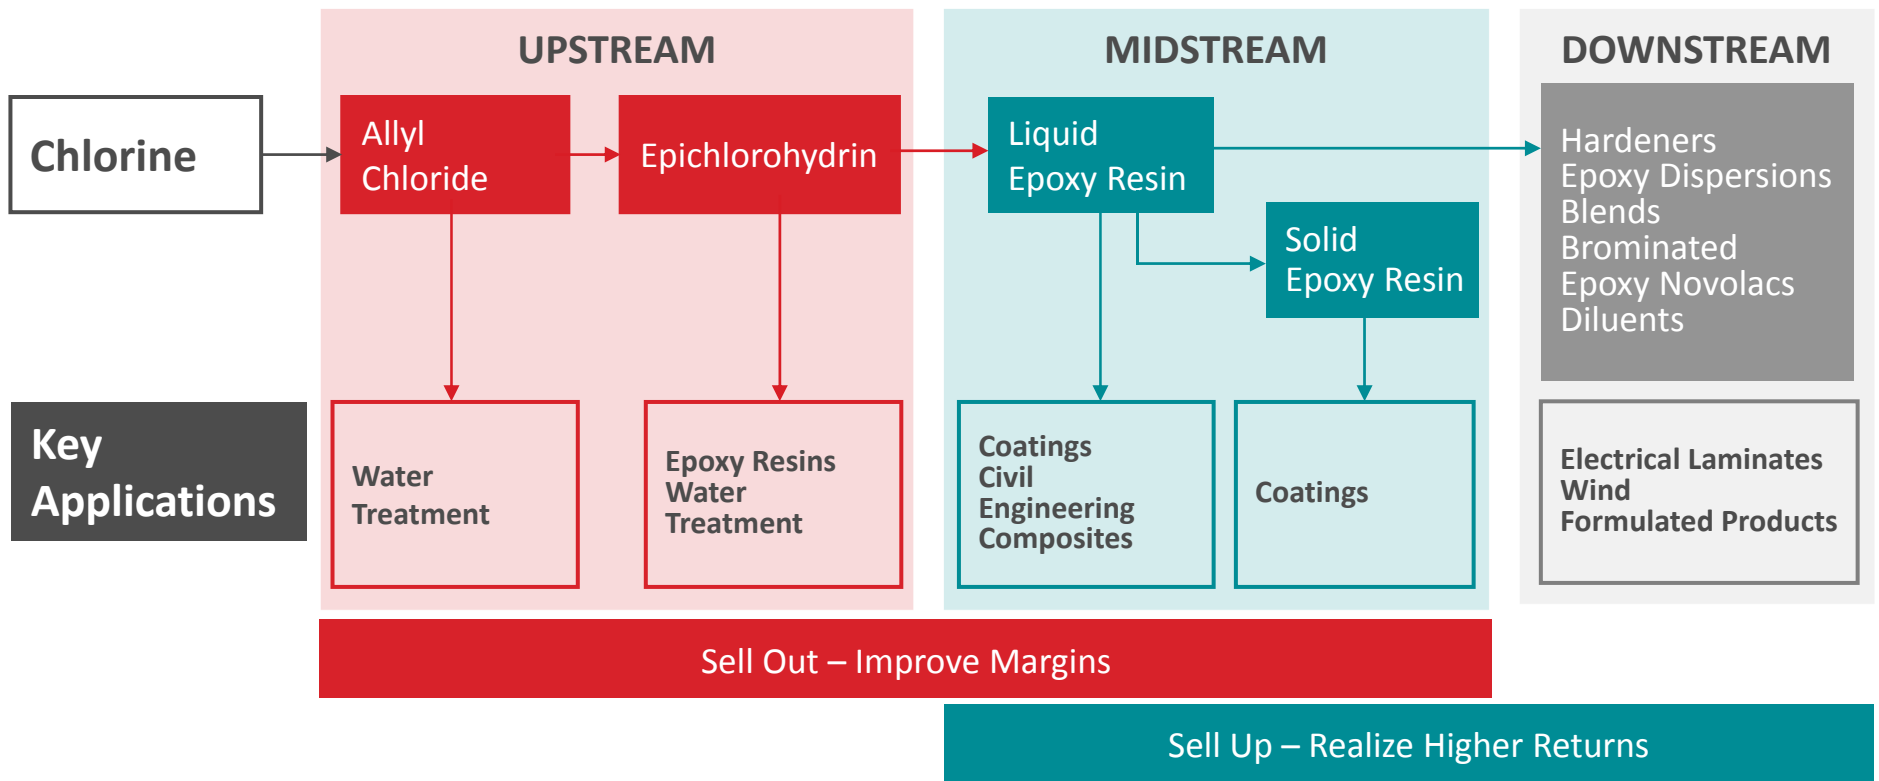 UPSTREAM
MIDSTREAM
DOWNSTREAM
Chlorine
Allyl
Chloride
Epichlorohydrin
Liquid
Epoxy Resin
Solid
Epoxy Resin
Hardeners
Epoxy Dispersions
Blends
Brominated
Epoxy Novolacs
Diluents
Key
Applications
Water
Treatment
Epoxy Resins
Water
Treatment
Coatings
Civil
Engineering
Composites
Coatings
Electrical Laminates
Wind
Formulated Products
Sell Out – Improve Margins
Sell Up – Realize Higher Returns